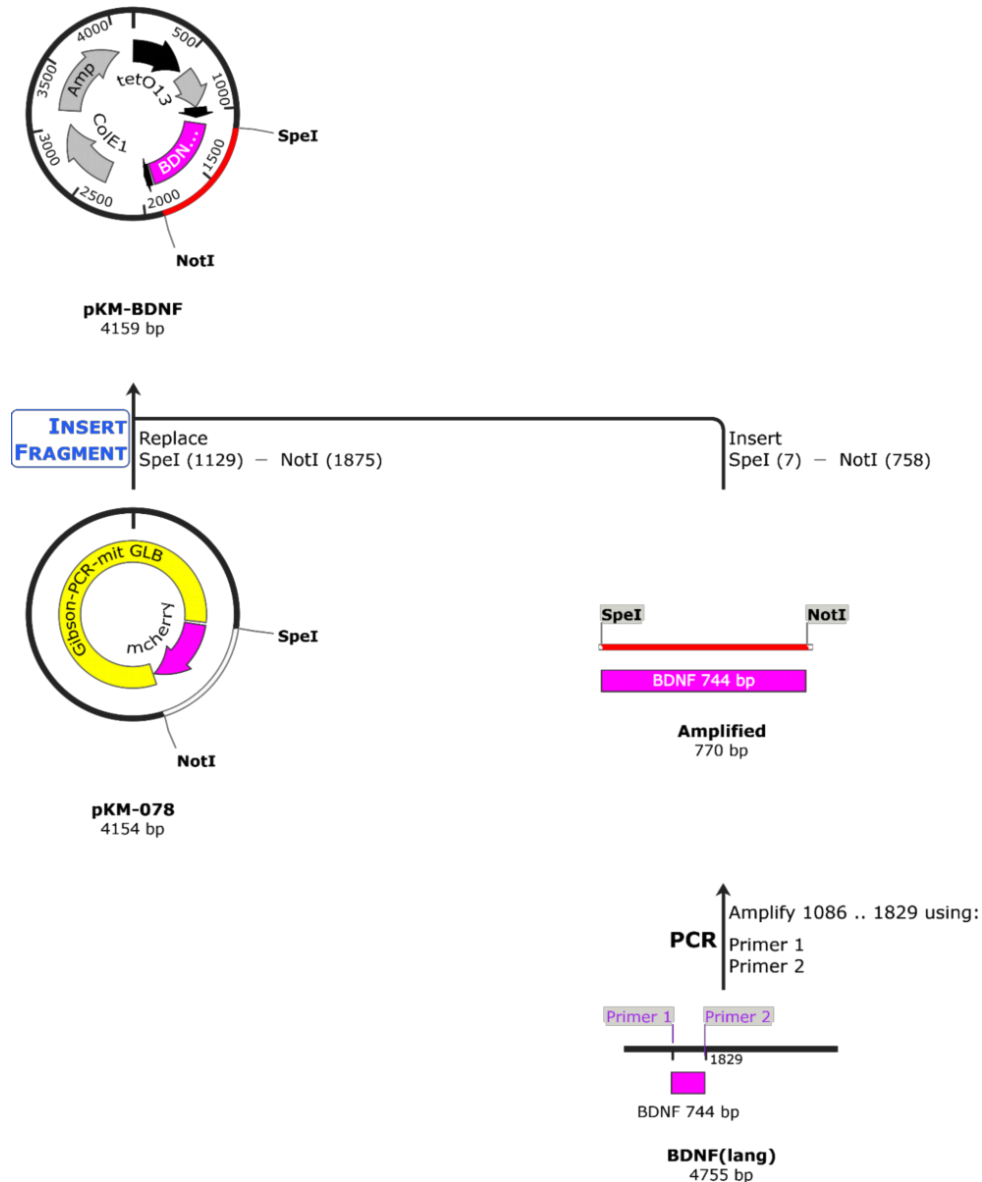 500
1000
1500
2000
2500
3000
3500
4000
tetO13
BDN...
ColE1
Amp
SpeI
NotI
pKM-BDNF
4159 bp
INSERT
FRAGMENT
Replace
SpeI (1129) – NotI (1875)
Insert
SpeI (7) – NotI (758)
Gibson-PCR-mit GLB
mcherry
SpeI
NotI
pKM-078
4154 bp
SpeI
NotI
BDNF 744 bp
Amplified
770 bp
PCR
Amplify 1086 .. 1829 using:
Primer 1
Primer 2
Primer 1
Primer 2
1829
BDNF 744 bp
BDNF(lang)
4755 bp